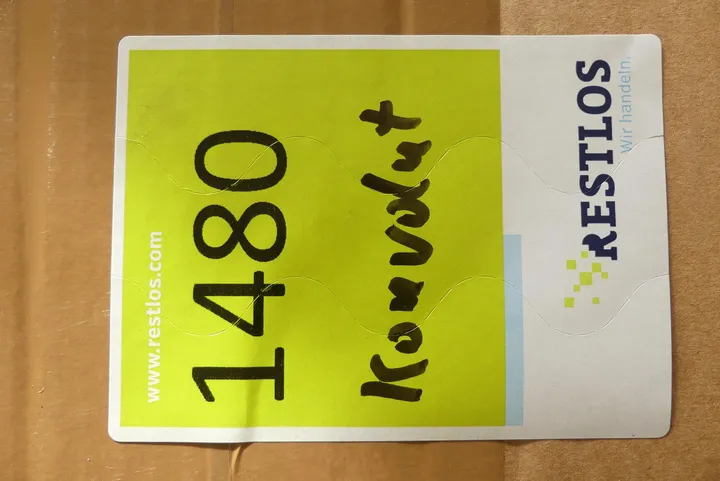 www.restlos.com
1480
Konvolut
RESTLOS
Wir handeln.